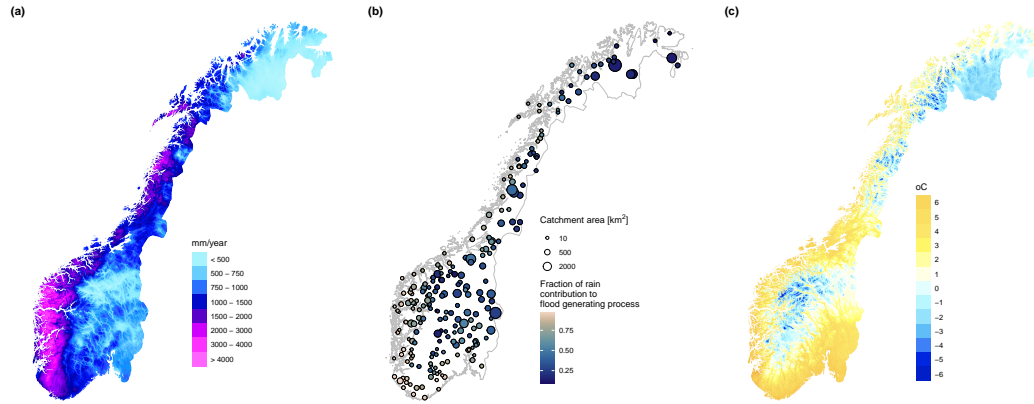 (a)
mm/year
< 500
500 – 750
750 – 1000
1000 – 1500
1500 – 2000
2000 – 3000
3000 – 4000
> 4000
(b)
Catchment area [km²]
10
500
2000
Fraction of rain
contribution to
flood generating process
0.75
0.50
0.25
(c)
oC
6
5
4
3
2
1
0
−1
−2
−3
−4
−5
−6